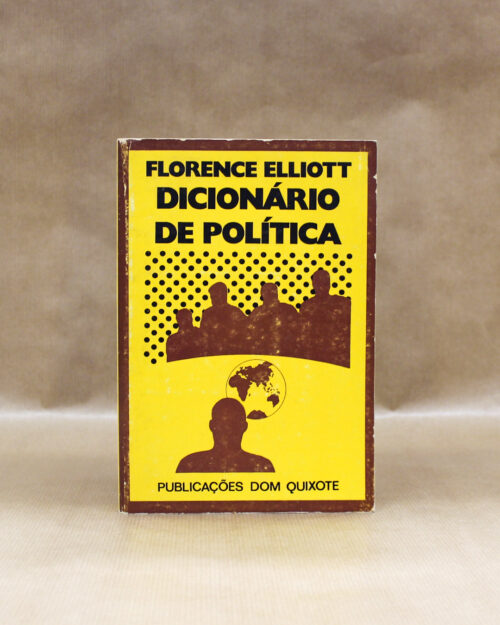 FLORENCE ELLIOTT
DICIONÁRIO
DE POLÍTICA
PUBLICAÇÕES DOM QUIXOTE